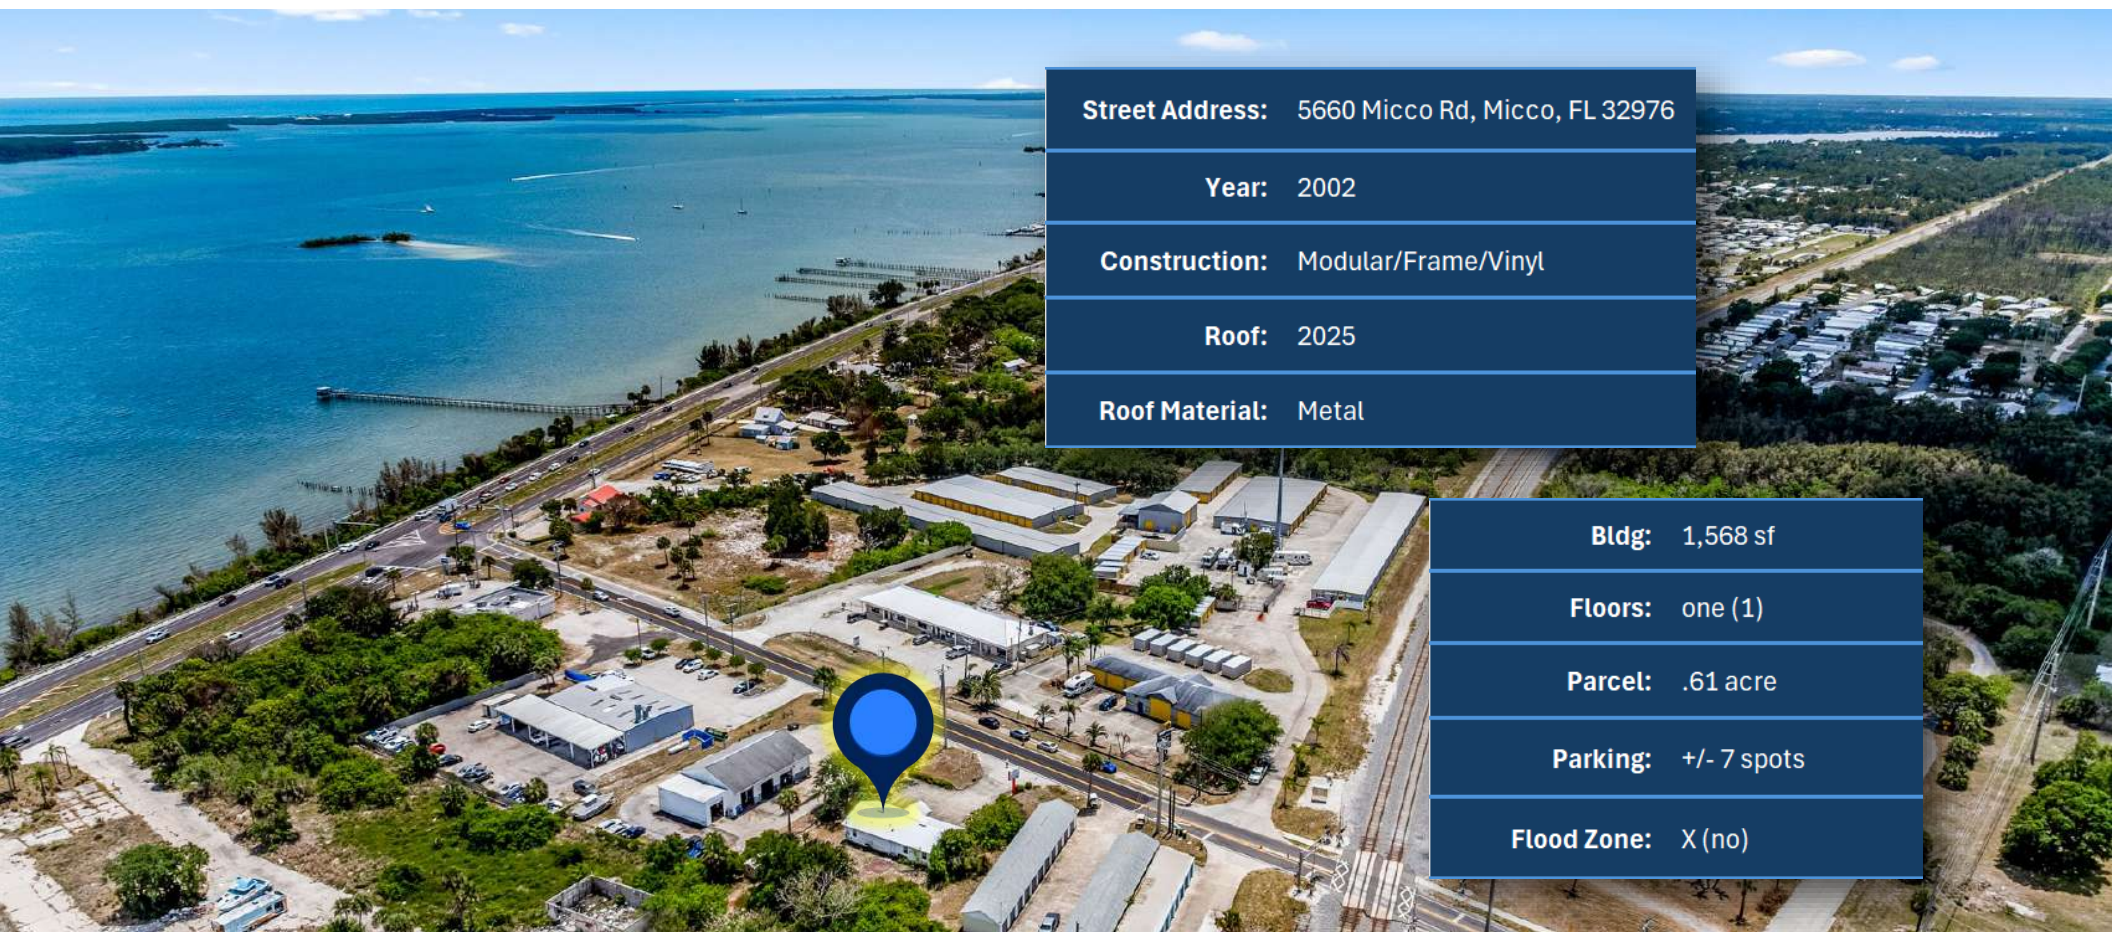 Street Address: 5660 Micco Rd, Micco, FL 32976
Year: 2002
Construction: Modular/Frame/Vinyl
Roof: 2025
Roof Material: Metal
Bldg: 1,568 sf
Floors: one (1)
Parcel: .61 acre
Parking: +/- 7 spots
Flood Zone: X (no)